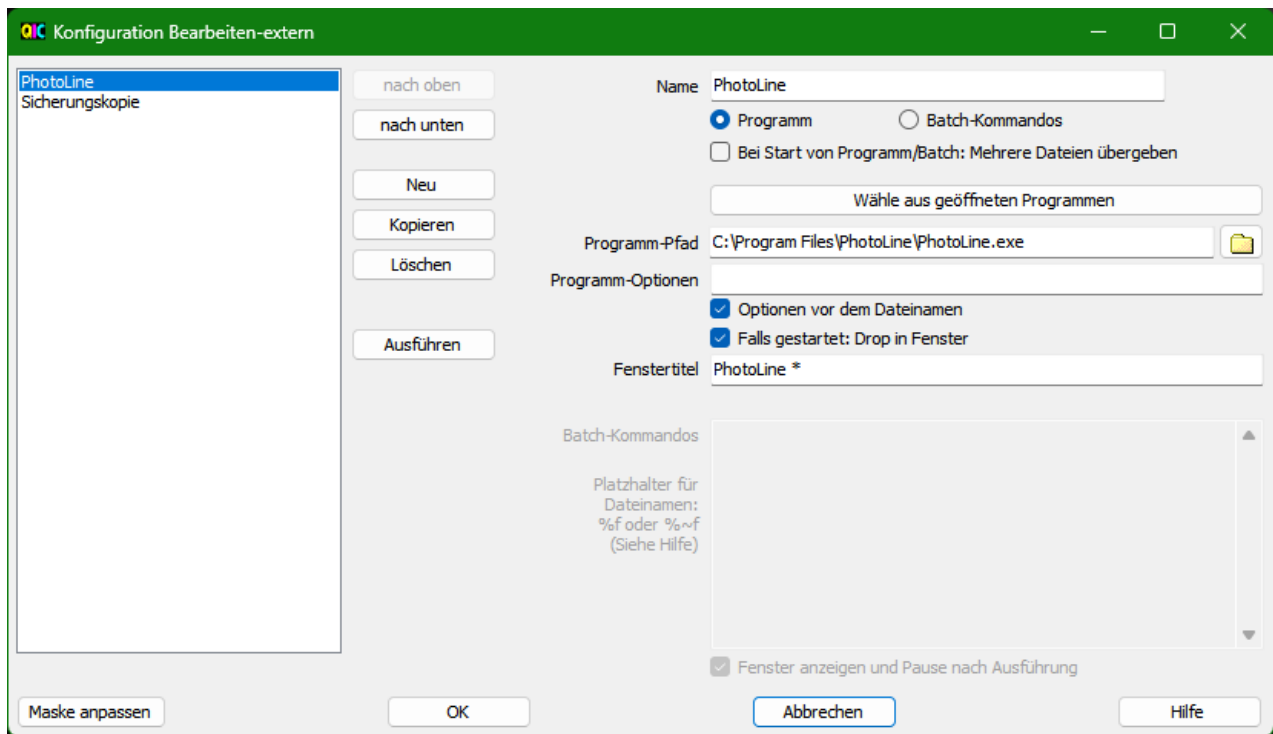 QIC Konfiguration Bearbeiten-extern
PhotoLine
Sicherungskopie
nach oben
nach unten
Neu
Kopieren
Löschen
Ausführen
Name PhotoLine
Programm Batch-Kommandos
Bei Start von Programm/Batch: Mehrere Dateien übergeben
Wähle aus geöffneten Programmen
Programm-Pfad C:\Program Files\PhotoLine\PhotoLine.exe
Programm-Optionen
Optionen vor dem Dateinamen
Falls gestartet: Drop in Fenster
Fenstertitel PhotoLine *
Batch-Kommandos
Platzhalter für
Dateinamen:
%f oder %~f
(Siehe Hilfe)
Fenster anzeigen und Pause nach Ausführung
Maske anpassen OK Abbrechen Hilfe